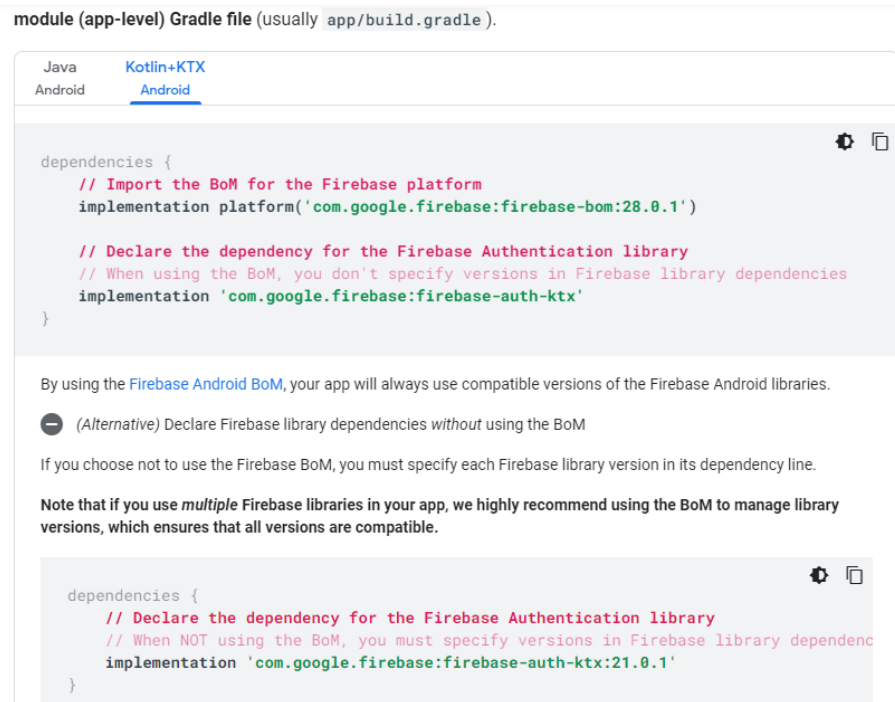 module (app-level) Gradle file (usually app/build.gradle).
Java
Android
Kotlin+KTX
Android
dependencies {
    // Import the BoM for the Firebase platform
    implementation platform('com.google.firebase:firebase-bom:28.0.1')

    // Declare the dependency for the Firebase Authentication library
    // When using the BoM, you don't specify versions in Firebase library dependencies
    implementation 'com.google.firebase:firebase-auth-ktx'
}
By using the Firebase Android BoM, your app will always use compatible versions of the Firebase Android libraries.
(Alternative) Declare Firebase library dependencies without using the BoM
If you choose not to use the Firebase BoM, you must specify each Firebase library version in its dependency line.
Note that if you use multiple Firebase libraries in your app, we highly recommend using the BoM to manage library
versions, which ensures that all versions are compatible.
dependencies {
    // Declare the dependency for the Firebase Authentication library
    // When NOT using the BoM, you must specify versions in Firebase library dependenc
    implementation 'com.google.firebase:firebase-auth-ktx:21.0.1'
}